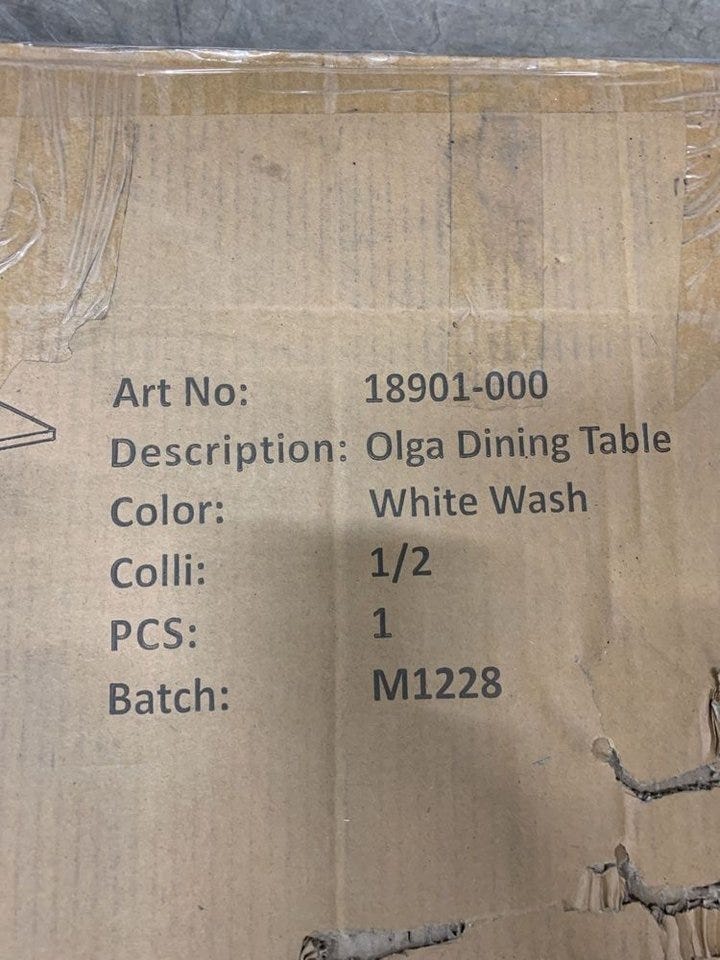 Art No: 18901-000
Description: Olga Dining Table
Color: White Wash
Colli: 1/2
PCS: 1
Batch: M1228